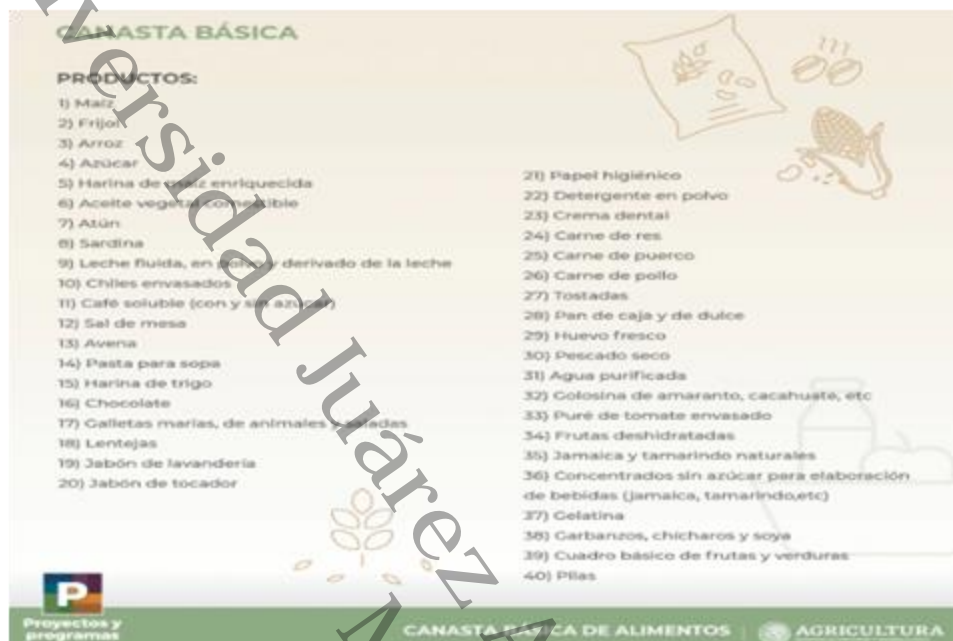 CANASTA BÁSICA
PRODUCTOS:
1) Maíz
2) Frijol
3) Arroz
4) Azúcar
5) Harina de maíz enriquecida
6) Aceite vegetal comestible
7) Atún
8) Sardina
9) Leche fluida, en polvo y derivado de la leche
10) Chiles envasados
11) Café soluble (con y sin azúcar)
12) Sal de mesa
13) Avena
14) Pasta para sopa
15) Harina de trigo
16) Chocolate
17) Galletas marías, de animales y saladas
18) Lentejas
19) Jabón de lavandería
20) Jabón de tocador
21) Papel higiénico
22) Detergente en polvo
23) Crema dental
24) Carne de res
25) Carne de puerco
26) Carne de pollo
27) Tostadas
28) Pan de caja y de dulce
29) Huevo fresco
30) Pescado seco
31) Agua purificada
32) Golosina de amaranto, cacahuate, etc
33) Puré de tomate envasado
34) Frutas deshidratadas
35) Jamaica y tamarindo naturales
36) Concentrados sin azúcar para elaboración
de bebidas (jamaica, tamarindo,etc)
37) Gelatina
38) Garbanzos, chicharos y soya
39) Cuadro básico de frutas y verduras
40) Pilas
P
Proyectos y
programas
CANASTA BÁSICA DE ALIMENTOS
AGRICULTURA
versidad Juárez